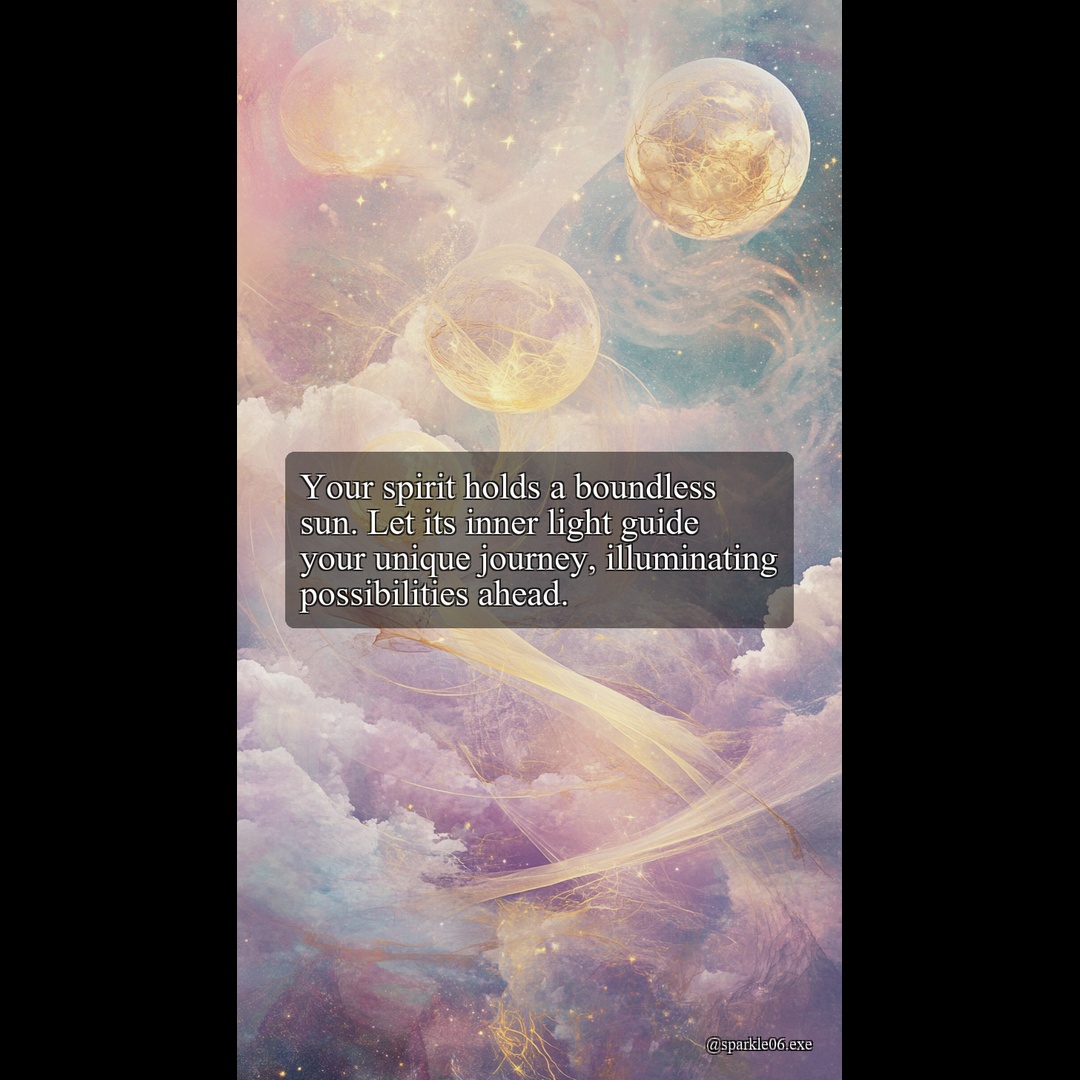 Your spirit holds a boundless
sun. Let its inner light guide
your unique journey, illuminating
possibilities ahead.
@sparkle06.exe